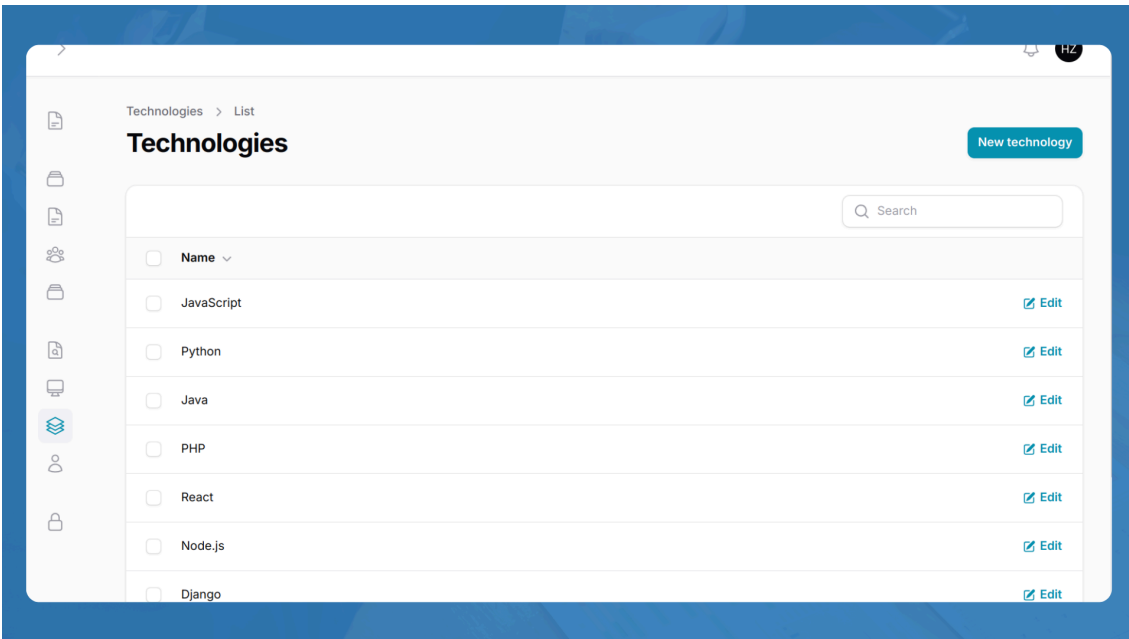 HZ
Technologies > List
Technologies
New technology
Search
Name
JavaScript
Edit
Python
Edit
Java
Edit
PHP
Edit
React
Edit
Node.js
Edit
Django
Edit